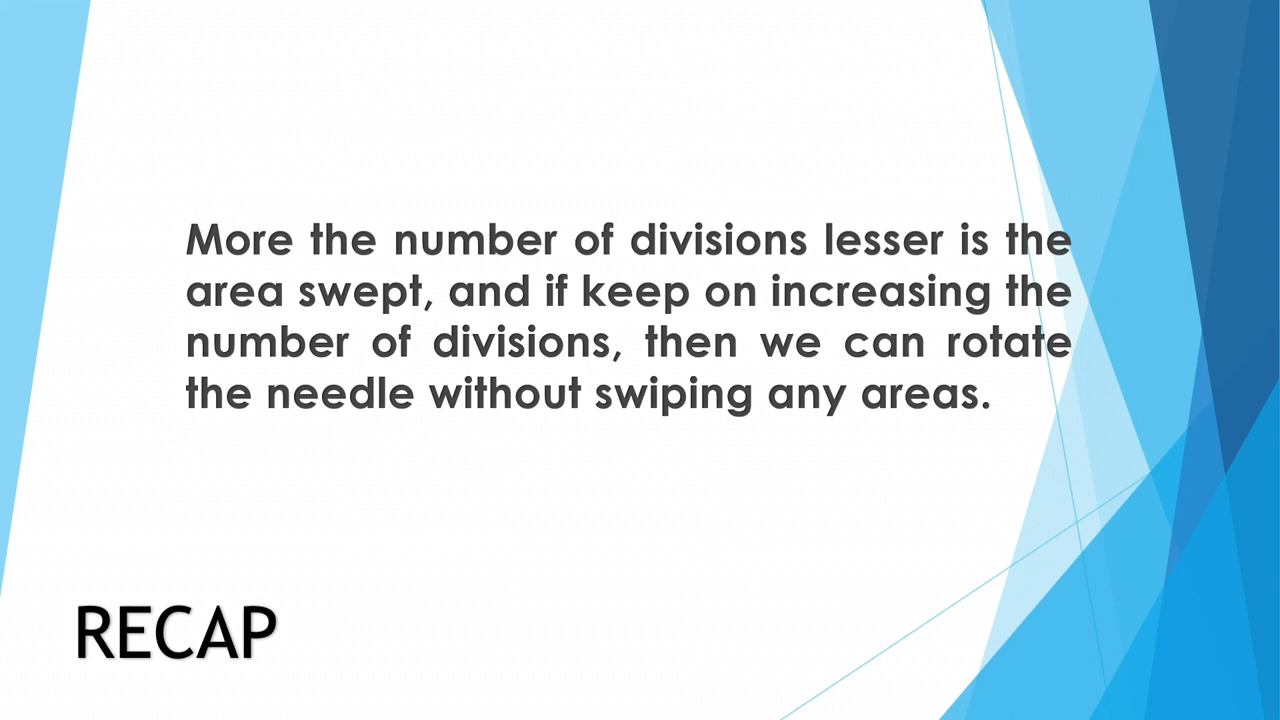 More the number of divisions lesser is the
area swept, and if keep on increasing the
number of divisions, then we can rotate
the needle without swiping any areas.
RECAP